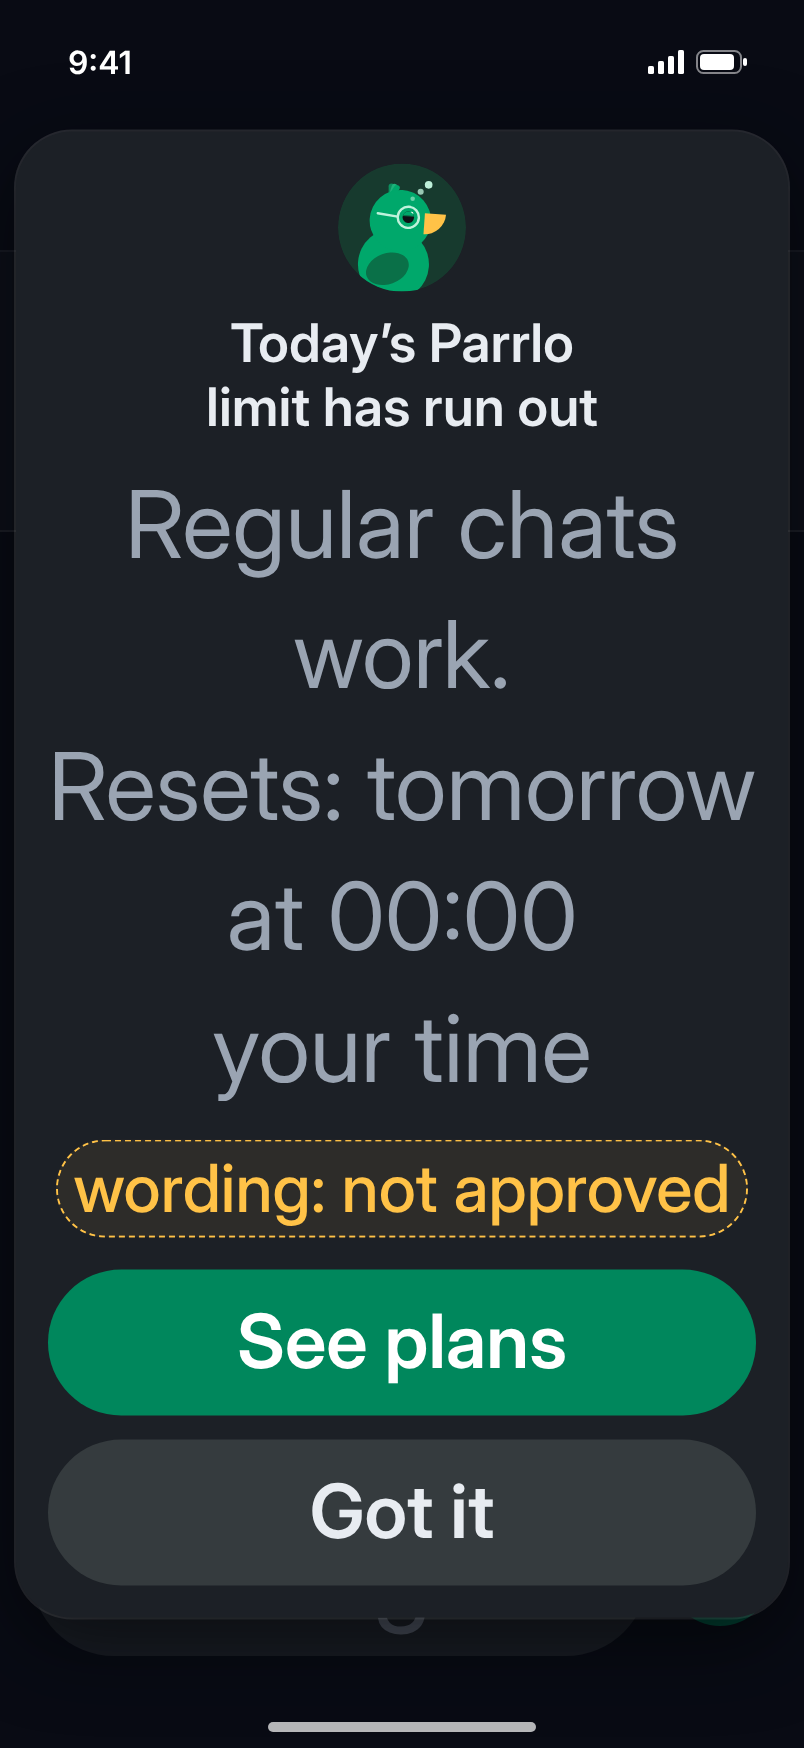 9:41
Today’s Parrlo
limit has run out
Regular chats
work.
Resets: tomorrow
at 00:00
your time
wording: not approved
See plans
Got it